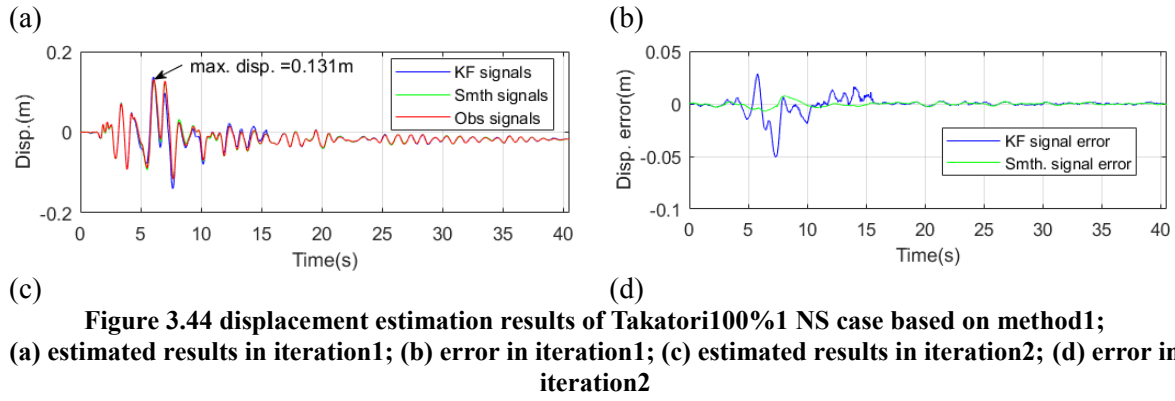 (a)
(b)
0.2
0
-0.2
Disp.(m)
max. disp. =0.131m
KF signals
Smth signals
Obs signals
0 5 10 15 20 25 30 35 40
Time(s)
0.05
0
-0.05
-0.1
Disp. error(m)
KF signal error
Smth. signal error
0 5 10 15 20 25 30 35 40
Time(s)
(c)
(d)
Figure 3.44 displacement estimation results of Takatori100%1 NS case based on method1;
(a) estimated results in iteration1; (b) error in iteration1; (c) estimated results in iteration2; (d) error in
iteration2